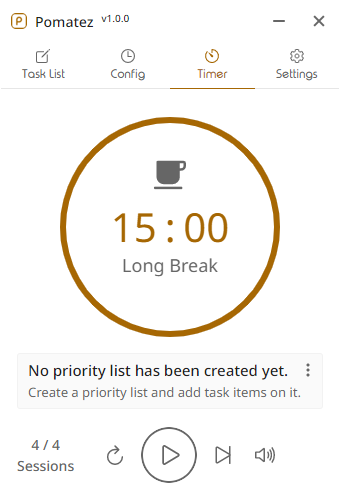 Pomatez v1.0.0
Task List Config Timer Settings
15 : 00
Long Break
No priority list has been created yet.
Create a priority list and add task items on it.
4 / 4
Sessions